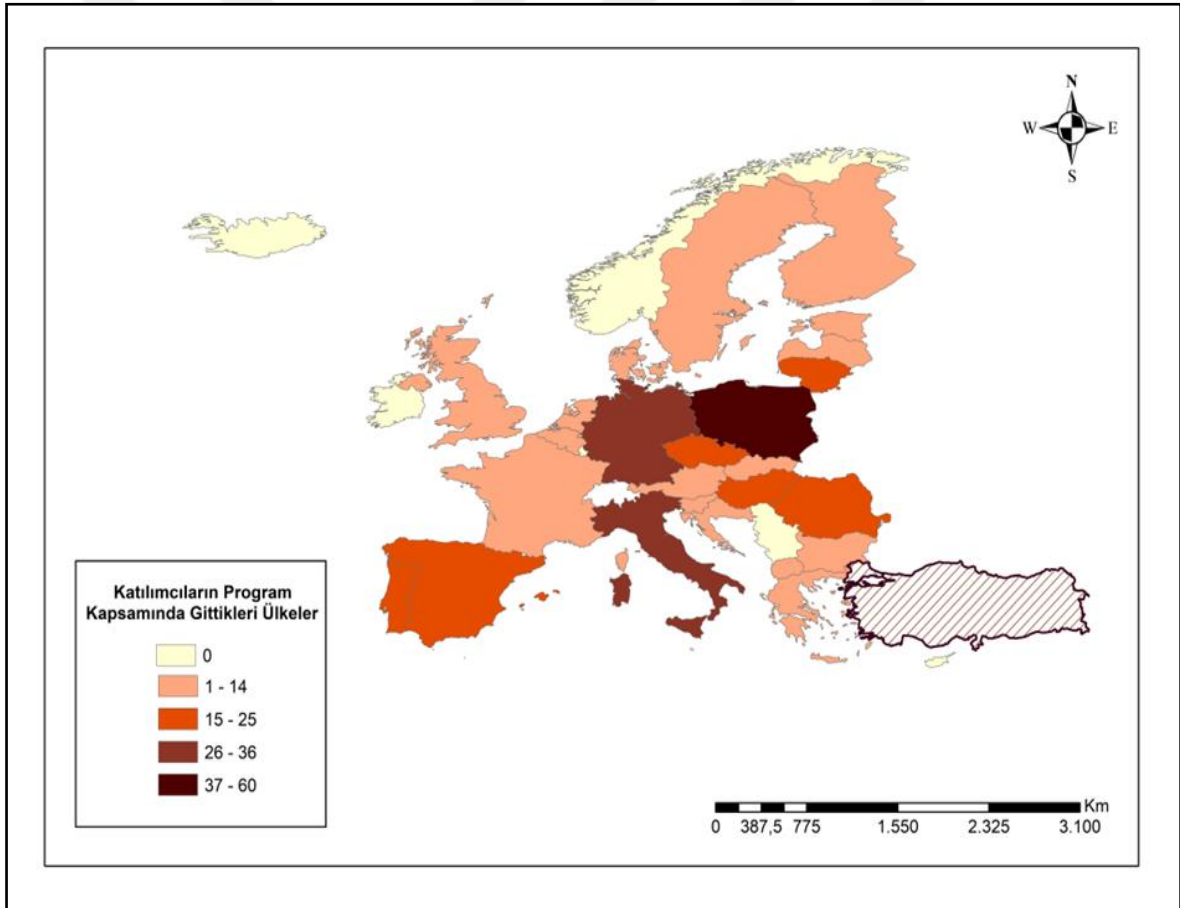 N
W
E
S
Katılımcıların Program
Kapsamında Gittikleri Ülkeler
0
1 - 14
15 - 25
26 - 36
37 - 60
Km
0 387,5 775 1.550 2.325 3.100